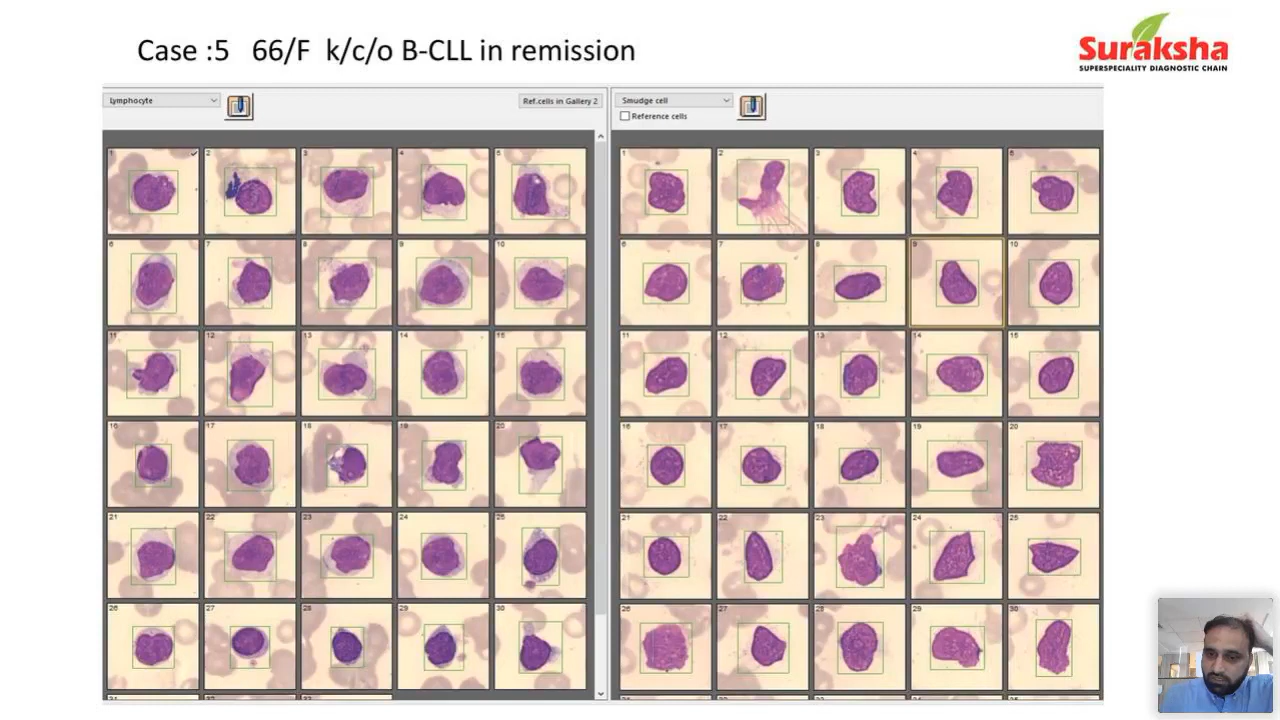 Case :5 66/F k/c/o B-CLL in remission
Suraksha
SUPERSPECIALITY DIAGNOSTIC CHAIN
Lymphocyte
Ref.cells in Gallery 2
Smudge cell
Reference cells
1 2 3 4 5
6 7 8 9 10
11 12 13 14 15
16 17 18 19 20
21 22 23 24 25
26 27 28 29 30
1 2 3 4 5
6 7 8 9 10
11 12 13 14 15
16 17 18 19 20
21 22 23 24 25
26 27 28 29 30